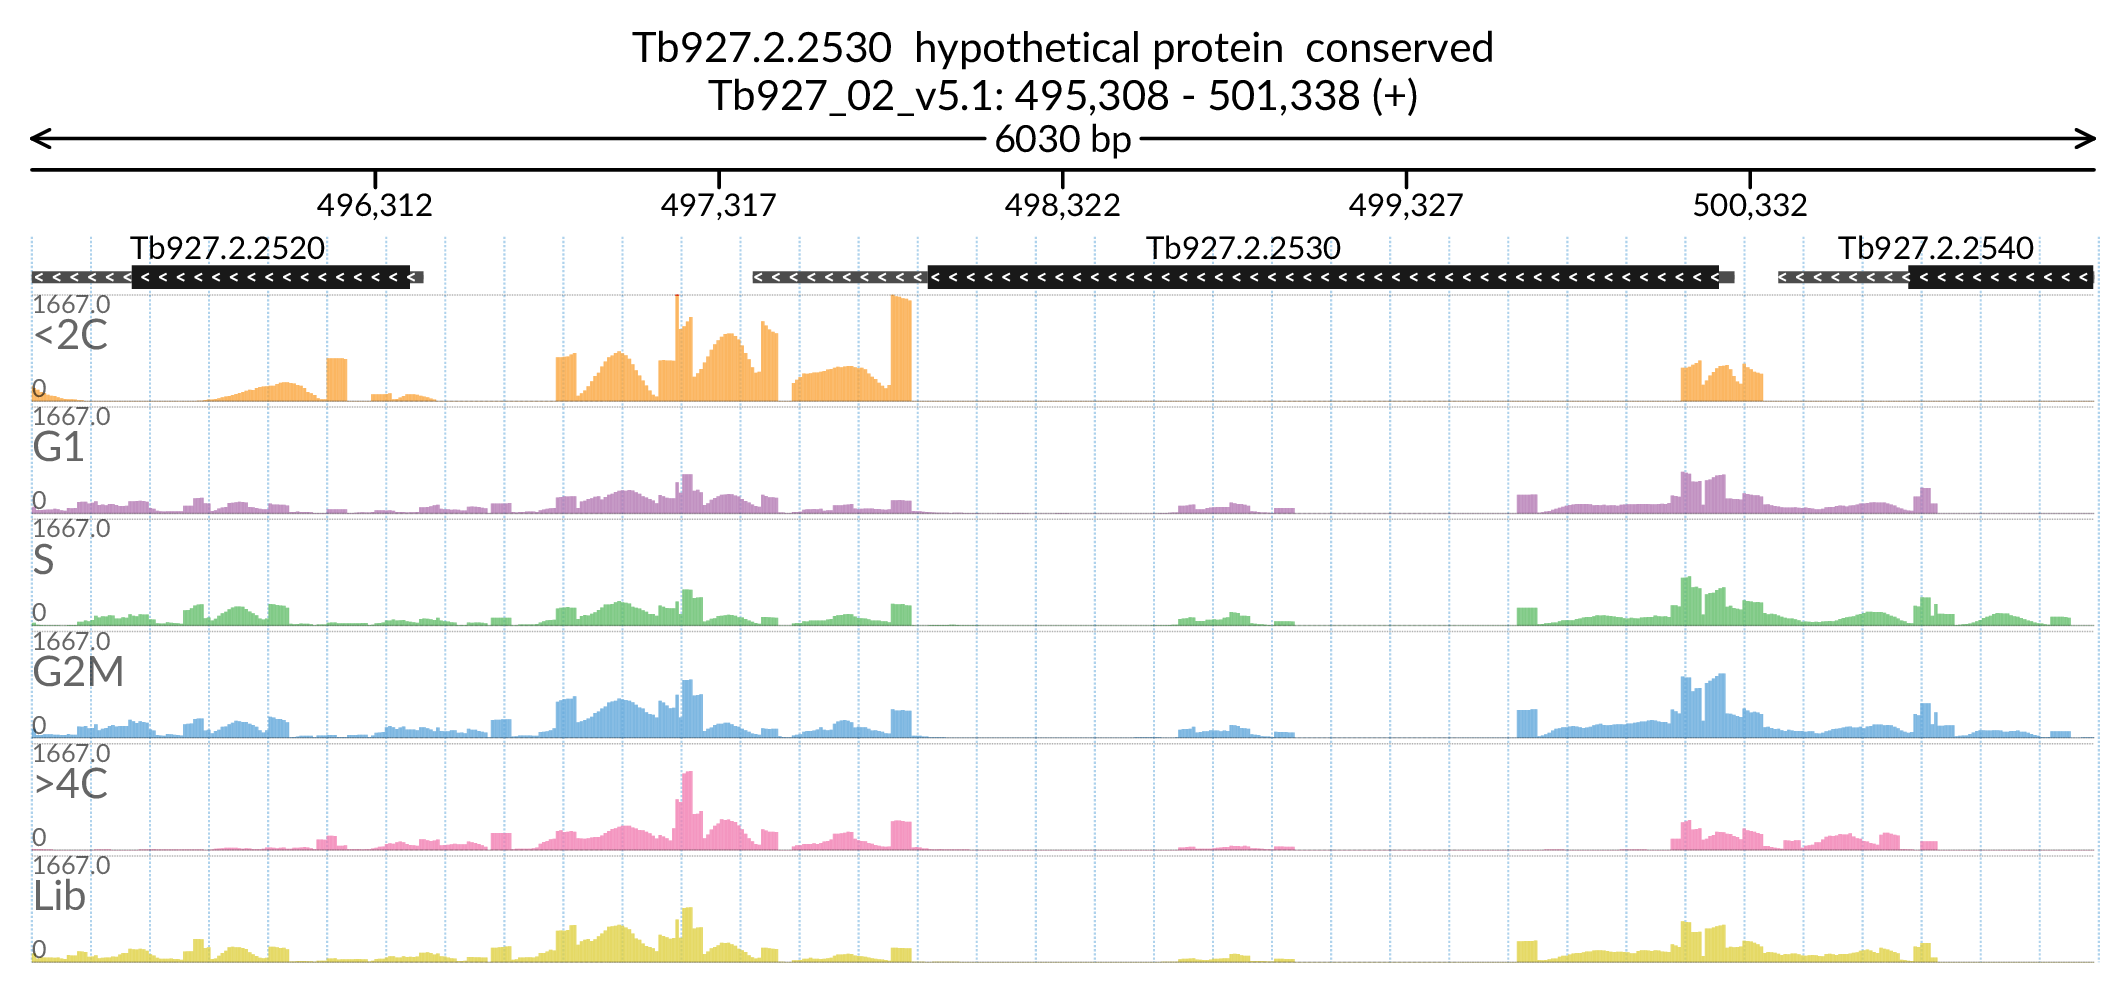 Tb927.2.2530  hypothetical protein  conserved
Tb927_02_v5.1: 495,308 - 501,338 (+)
6030 bp
496,312 497,317 498,322 499,327 500,332
Tb927.2.2520 Tb927.2.2530 Tb927.2.2540
1667.0
<2C
0
1667.0
G1
0
1667.0
S
0
1667.0
G2M
0
1667.0
>4C
0
1667.0
Lib
0